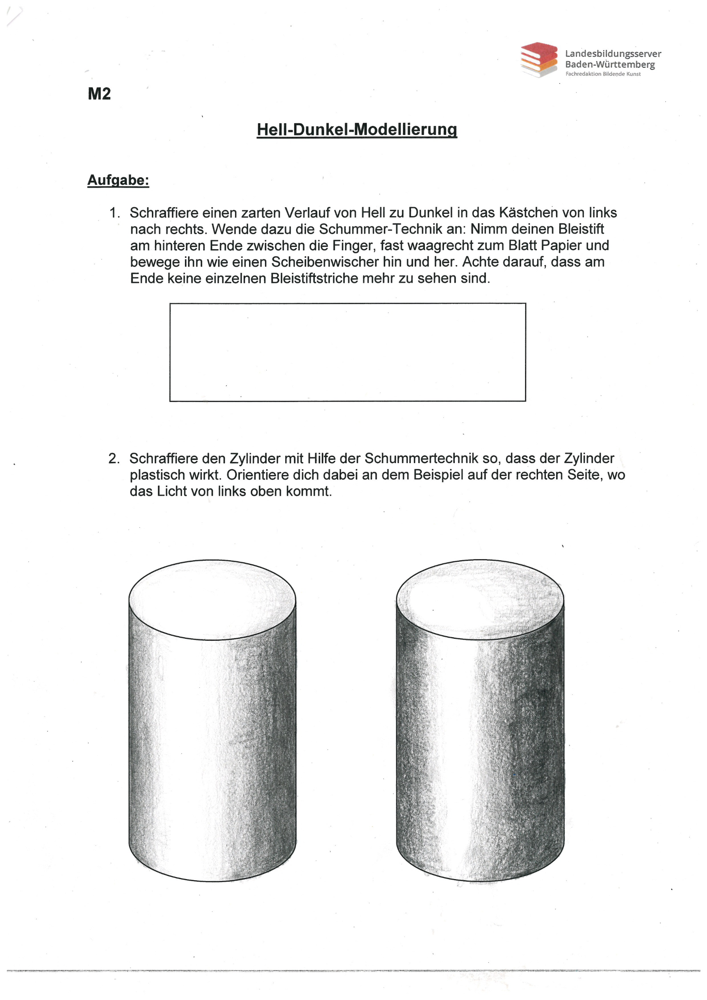 Landesbildungsserver
Baden-Württemberg
Fachredaktion Bildende Kunst
M2
Hell-Dunkel-Modellierung
Aufgabe:
1. Schraffiere einen zarten Verlauf von Hell zu Dunkel in das Kästchen von links
nach rechts. Wende dazu die Schummer-Technik an: Nimm deinen Bleistift
am hinteren Ende zwischen die Finger, fast waagrecht zum Blatt Papier und
bewege ihn wie einen Scheibenwischer hin und her. Achte darauf, dass am
Ende keine einzelnen Bleistiftstriche mehr zu sehen sind.
2. Schraffiere den Zylinder mit Hilfe der Schummertechnik so, dass der Zylinder
plastisch wirkt. Orientiere dich dabei an dem Beispiel auf der rechten Seite, wo
das Licht von links oben kommt.